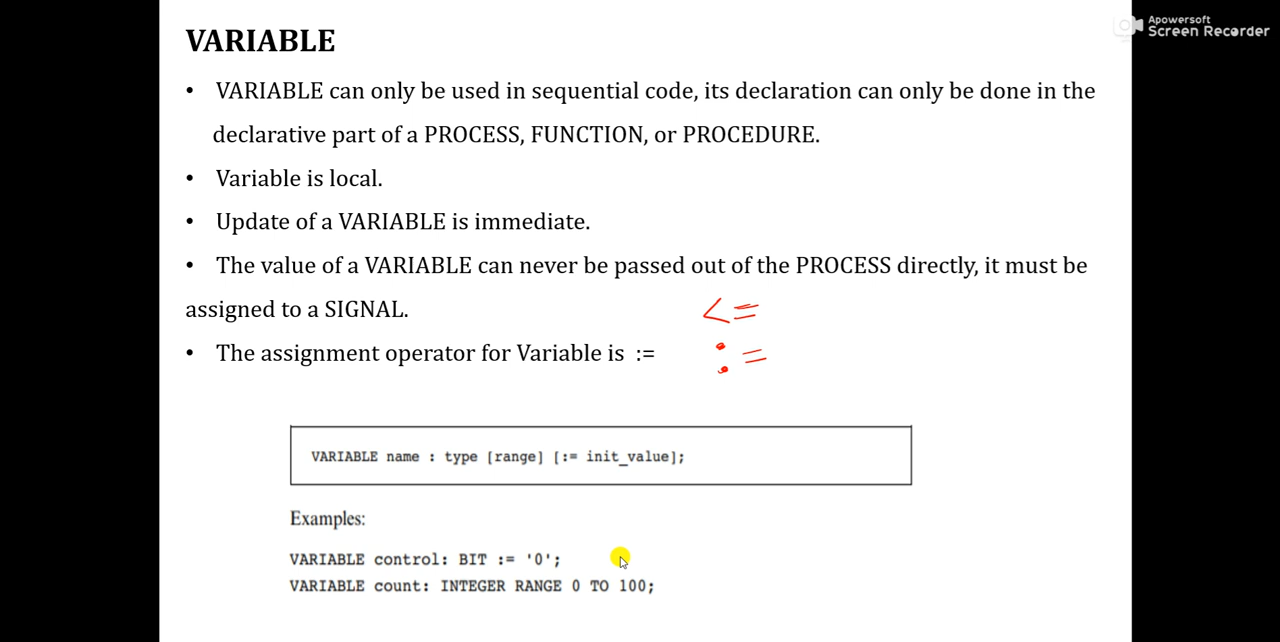 Apowersoft
Screen Recorder
VARIABLE
• VARIABLE can only be used in sequential code, its declaration can only be done in the
declarative part of a PROCESS, FUNCTION, or PROCEDURE.
• Variable is local.
• Update of a VARIABLE is immediate.
• The value of a VARIABLE can never be passed out of the PROCESS directly, it must be
assigned to a SIGNAL.
<=
• The assignment operator for Variable is :=
:=
VARIABLE name : type [range] [:= init_value];
Examples:
VARIABLE control: BIT := '0';
VARIABLE count: INTEGER RANGE 0 TO 100;